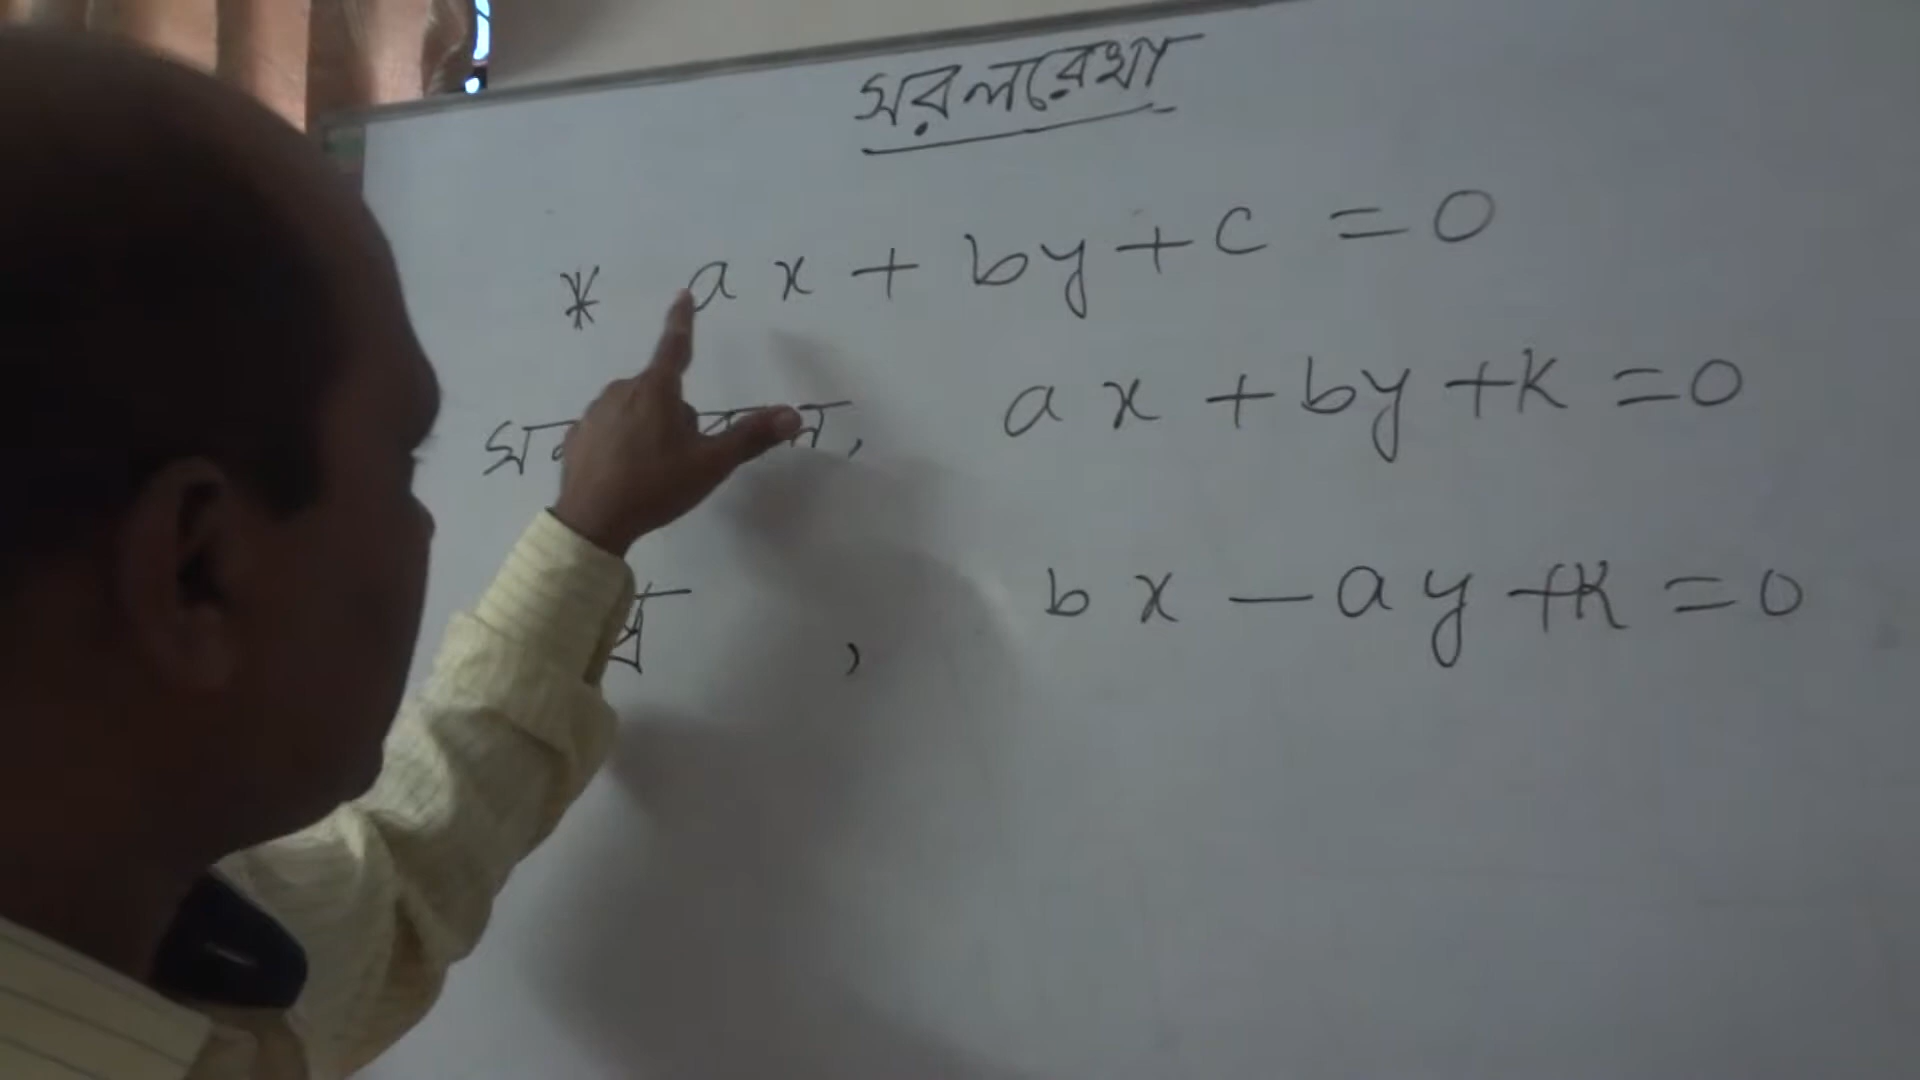 সরলরেখা
* ax + by + c = 0
ax + by + k = 0
, bx - ay + k = 0